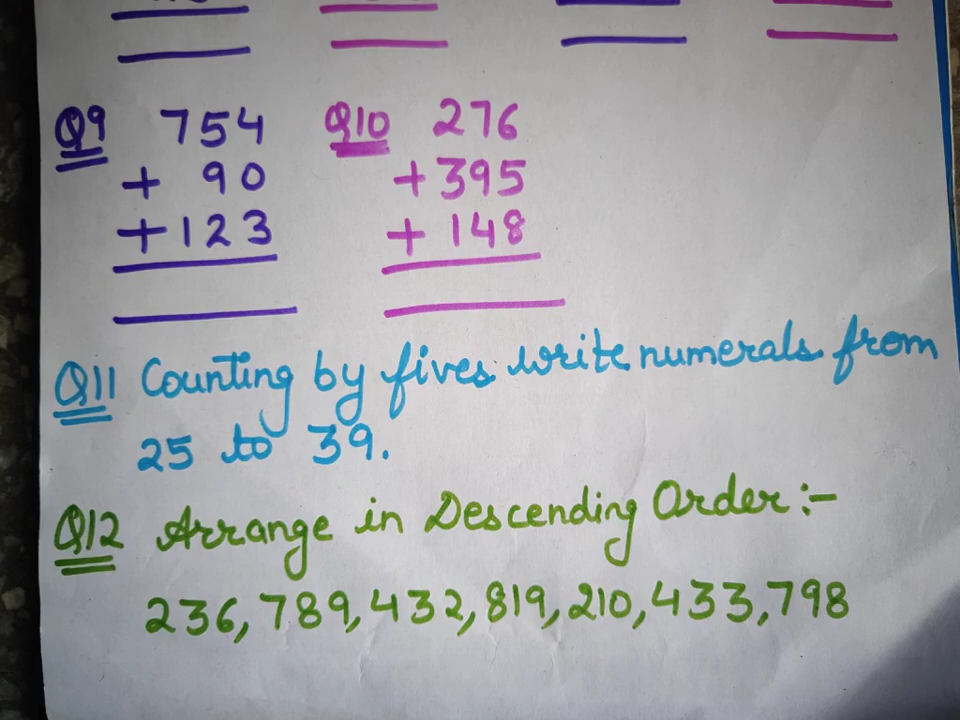 Q9 754
+ 90
+123
Q10 276
+395
+ 148
Q11 Counting by fives write numerals from
25 to 39.
Q12 Arrange in Descending Order:-
236, 789, 432, 819, 210, 433, 798